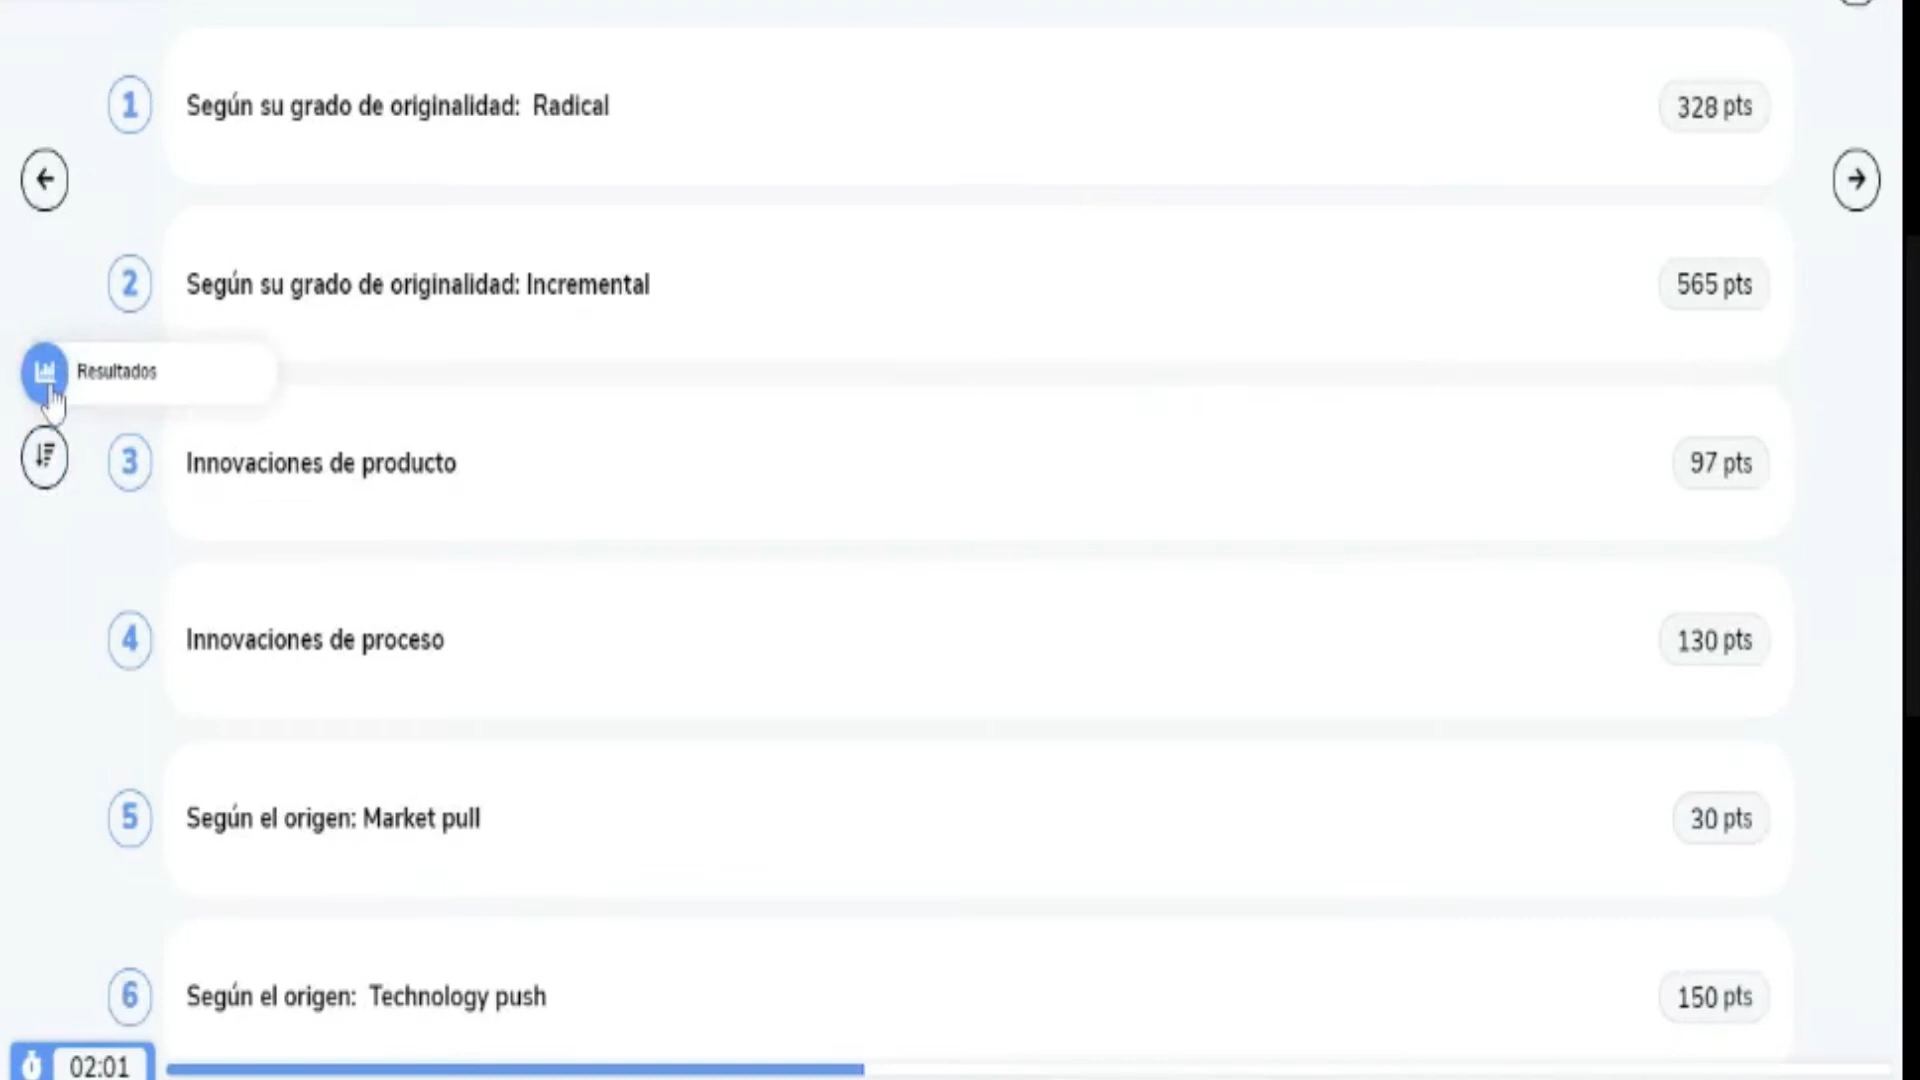 1 Según su grado de originalidad: Radical 328 pts
2 Según su grado de originalidad: Incremental 565 pts
Resultados
3 Innovaciones de producto 97 pts
4 Innovaciones de proceso 130 pts
5 Según el origen: Market pull 30 pts
6 Según el origen: Technology push 150 pts
02:01